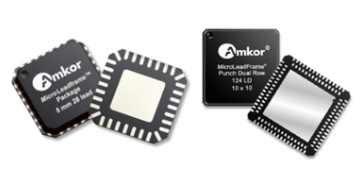 Amkor®
MicroLeadFrame™
Package
5 mm 28 lead
Amkor®
MicroLeadFrame®
Punch Dual Row
124 LD
10 x 10